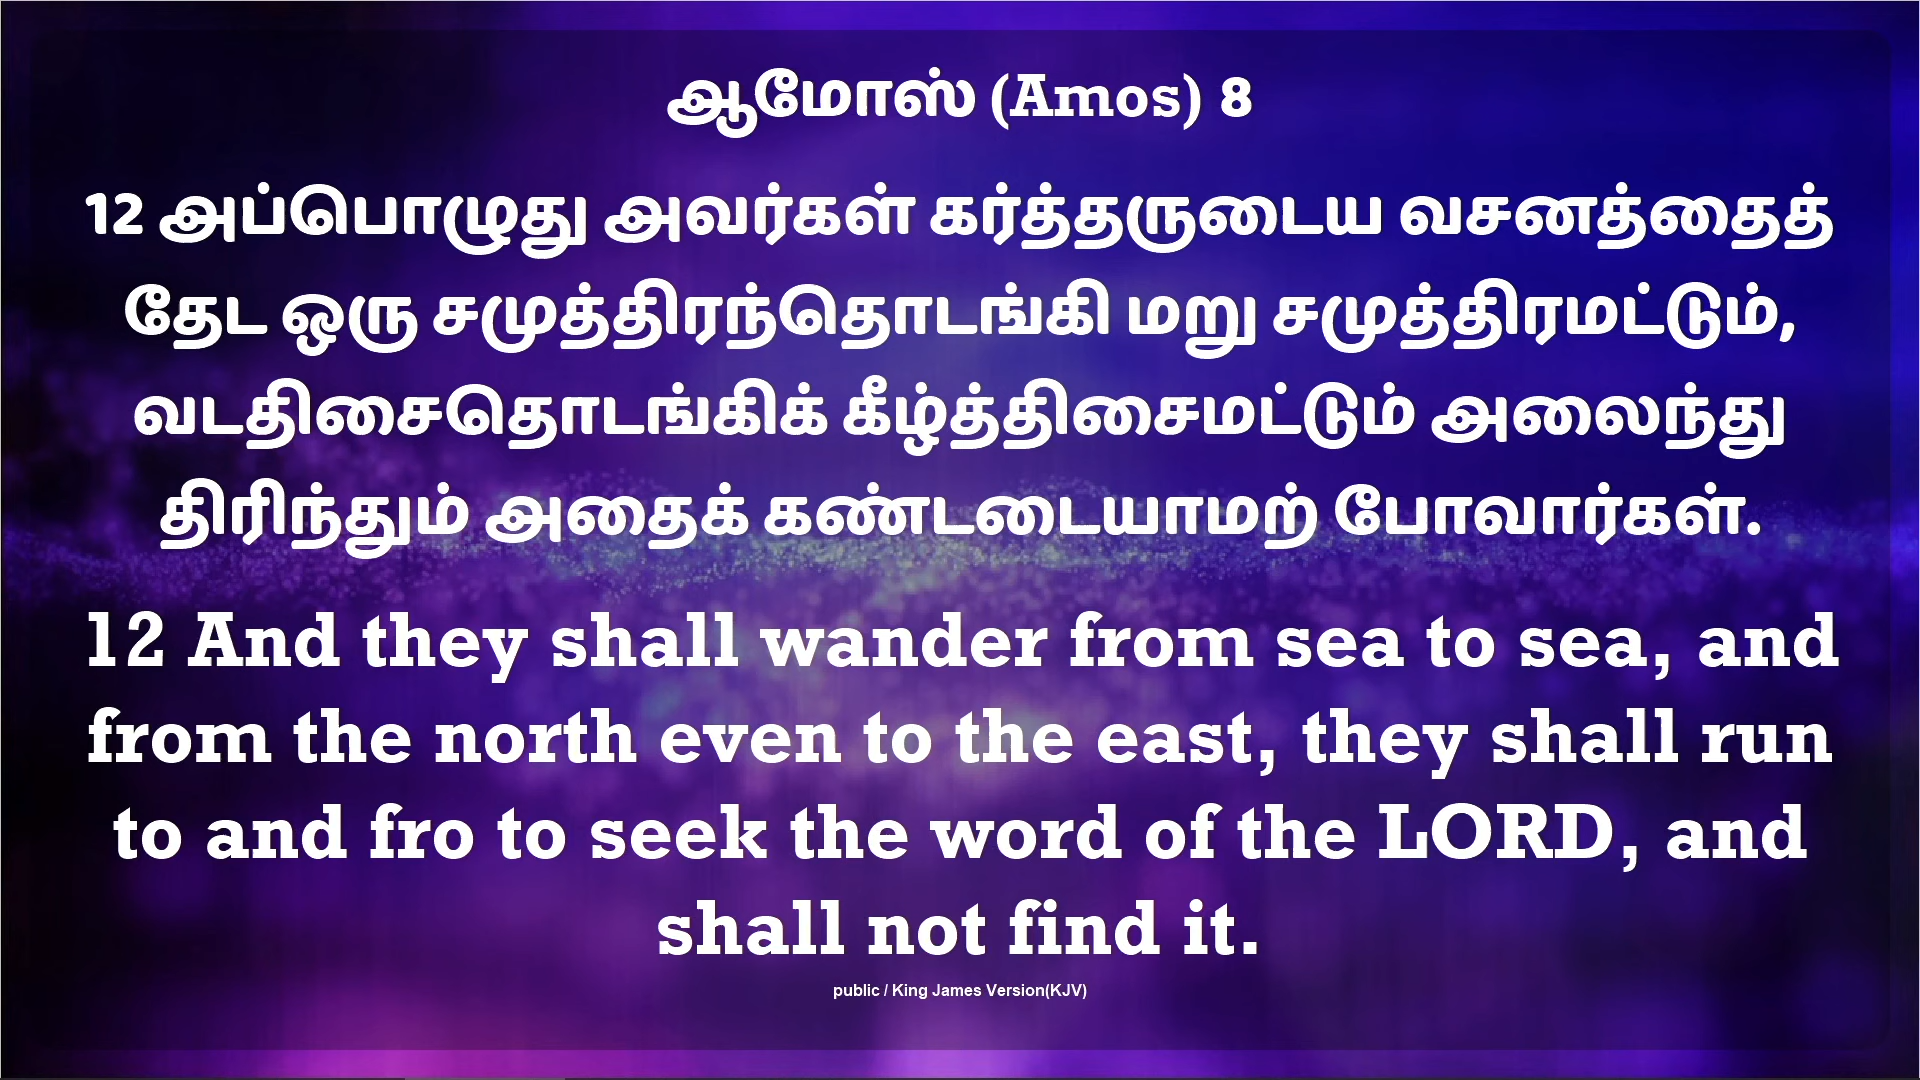 ஆமோஸ் (Amos) 8
12 அப்பொழுது அவர்கள் கர்த்தருடைய வசனத்தைத்
தேட ஒரு சமுத்திரந்தொடங்கி மறு சமுத்திரமட்டும்,
வடதிசைதொடங்கிக் கீழ்த்திசைமட்டும் அலைந்து
திரிந்தும் அதைக் கண்டடையாமற் போவார்கள்.
12 And they shall wander from sea to sea, and
from the north even to the east, they shall run
to and fro to seek the word of the LORD, and
shall not find it.
public / King James Version(KJV)